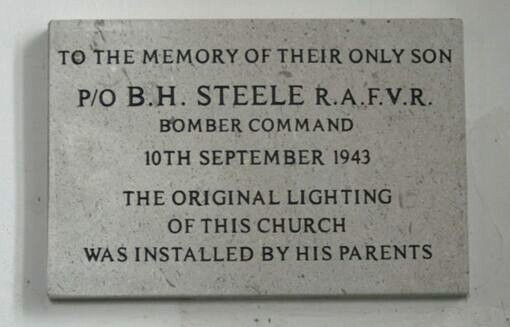 TO THE MEMORY OF THEIR ONLY SON
P/O B.H. STEELE R.A.F.V.R.
BOMBER COMMAND
10TH SEPTEMBER 1943
THE ORIGINAL LIGHTING
OF THIS CHURCH
WAS INSTALLED BY HIS PARENTS